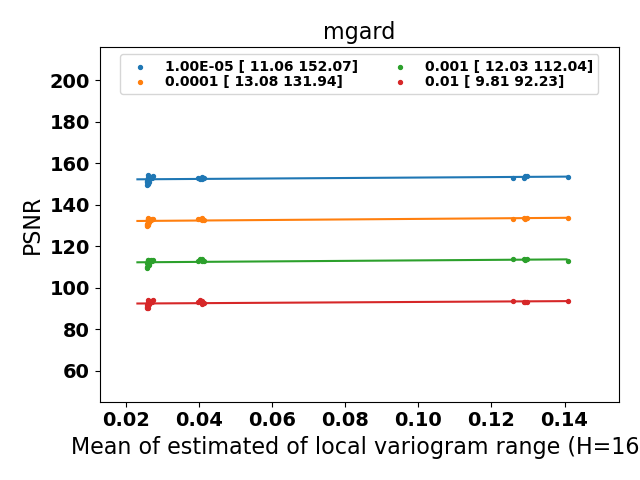 mgard
1.00E-05 [ 11.06 152.07]
0.0001 [ 13.08 131.94]
0.001 [ 12.03 112.04]
0.01 [ 9.81 92.23]
PSNR
200
180
160
140
120
100
80
60
0.02 0.04 0.06 0.08 0.10 0.12 0.14
Mean of estimated of local variogram range (H=16